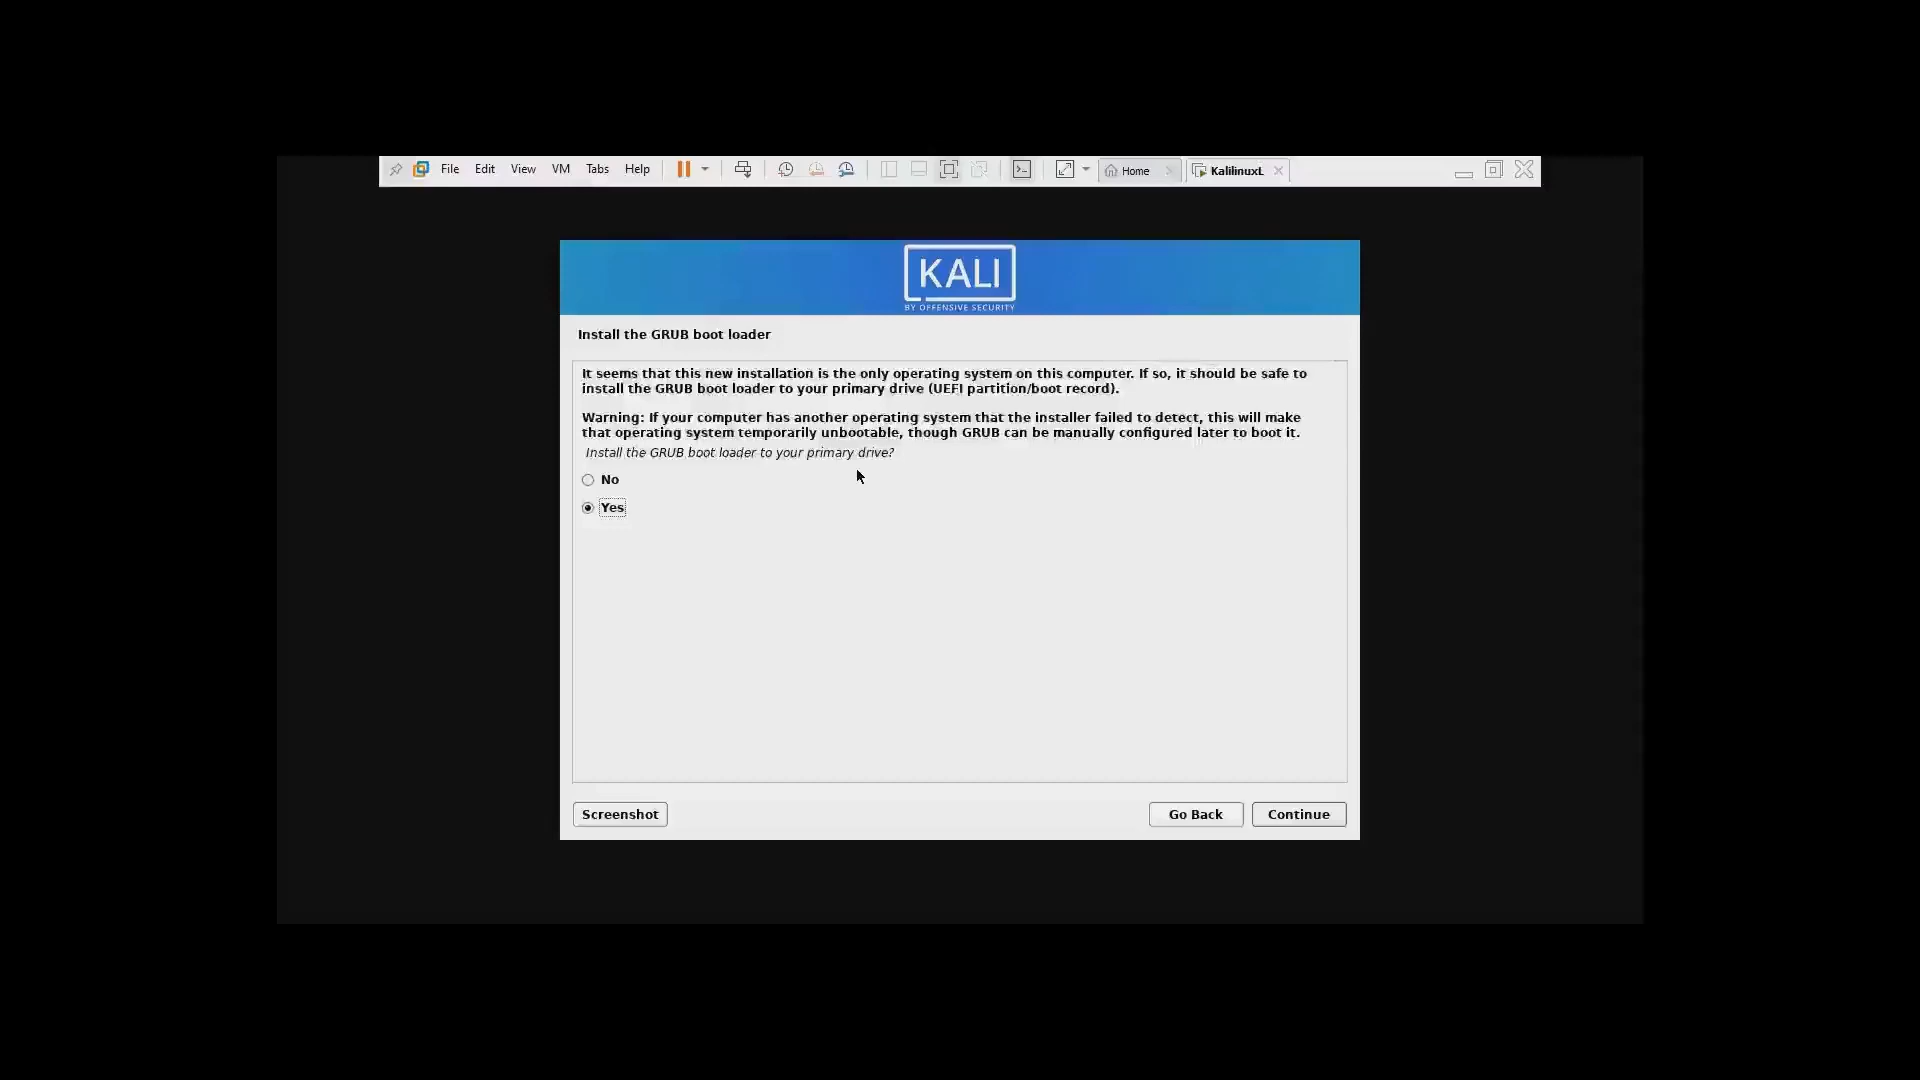 File Edit View VM Tabs Help Home KalilinuxL
KALI
BY OFFENSIVE SECURITY
Install the GRUB boot loader
It seems that this new installation is the only operating system on this computer. If so, it should be safe to
install the GRUB boot loader to your primary drive (UEFI partition/boot record).
Warning: If your computer has another operating system that the installer failed to detect, this will make
that operating system temporarily unbootable, though GRUB can be manually configured later to boot it.
Install the GRUB boot loader to your primary drive?
No
Yes
Screenshot Go Back Continue